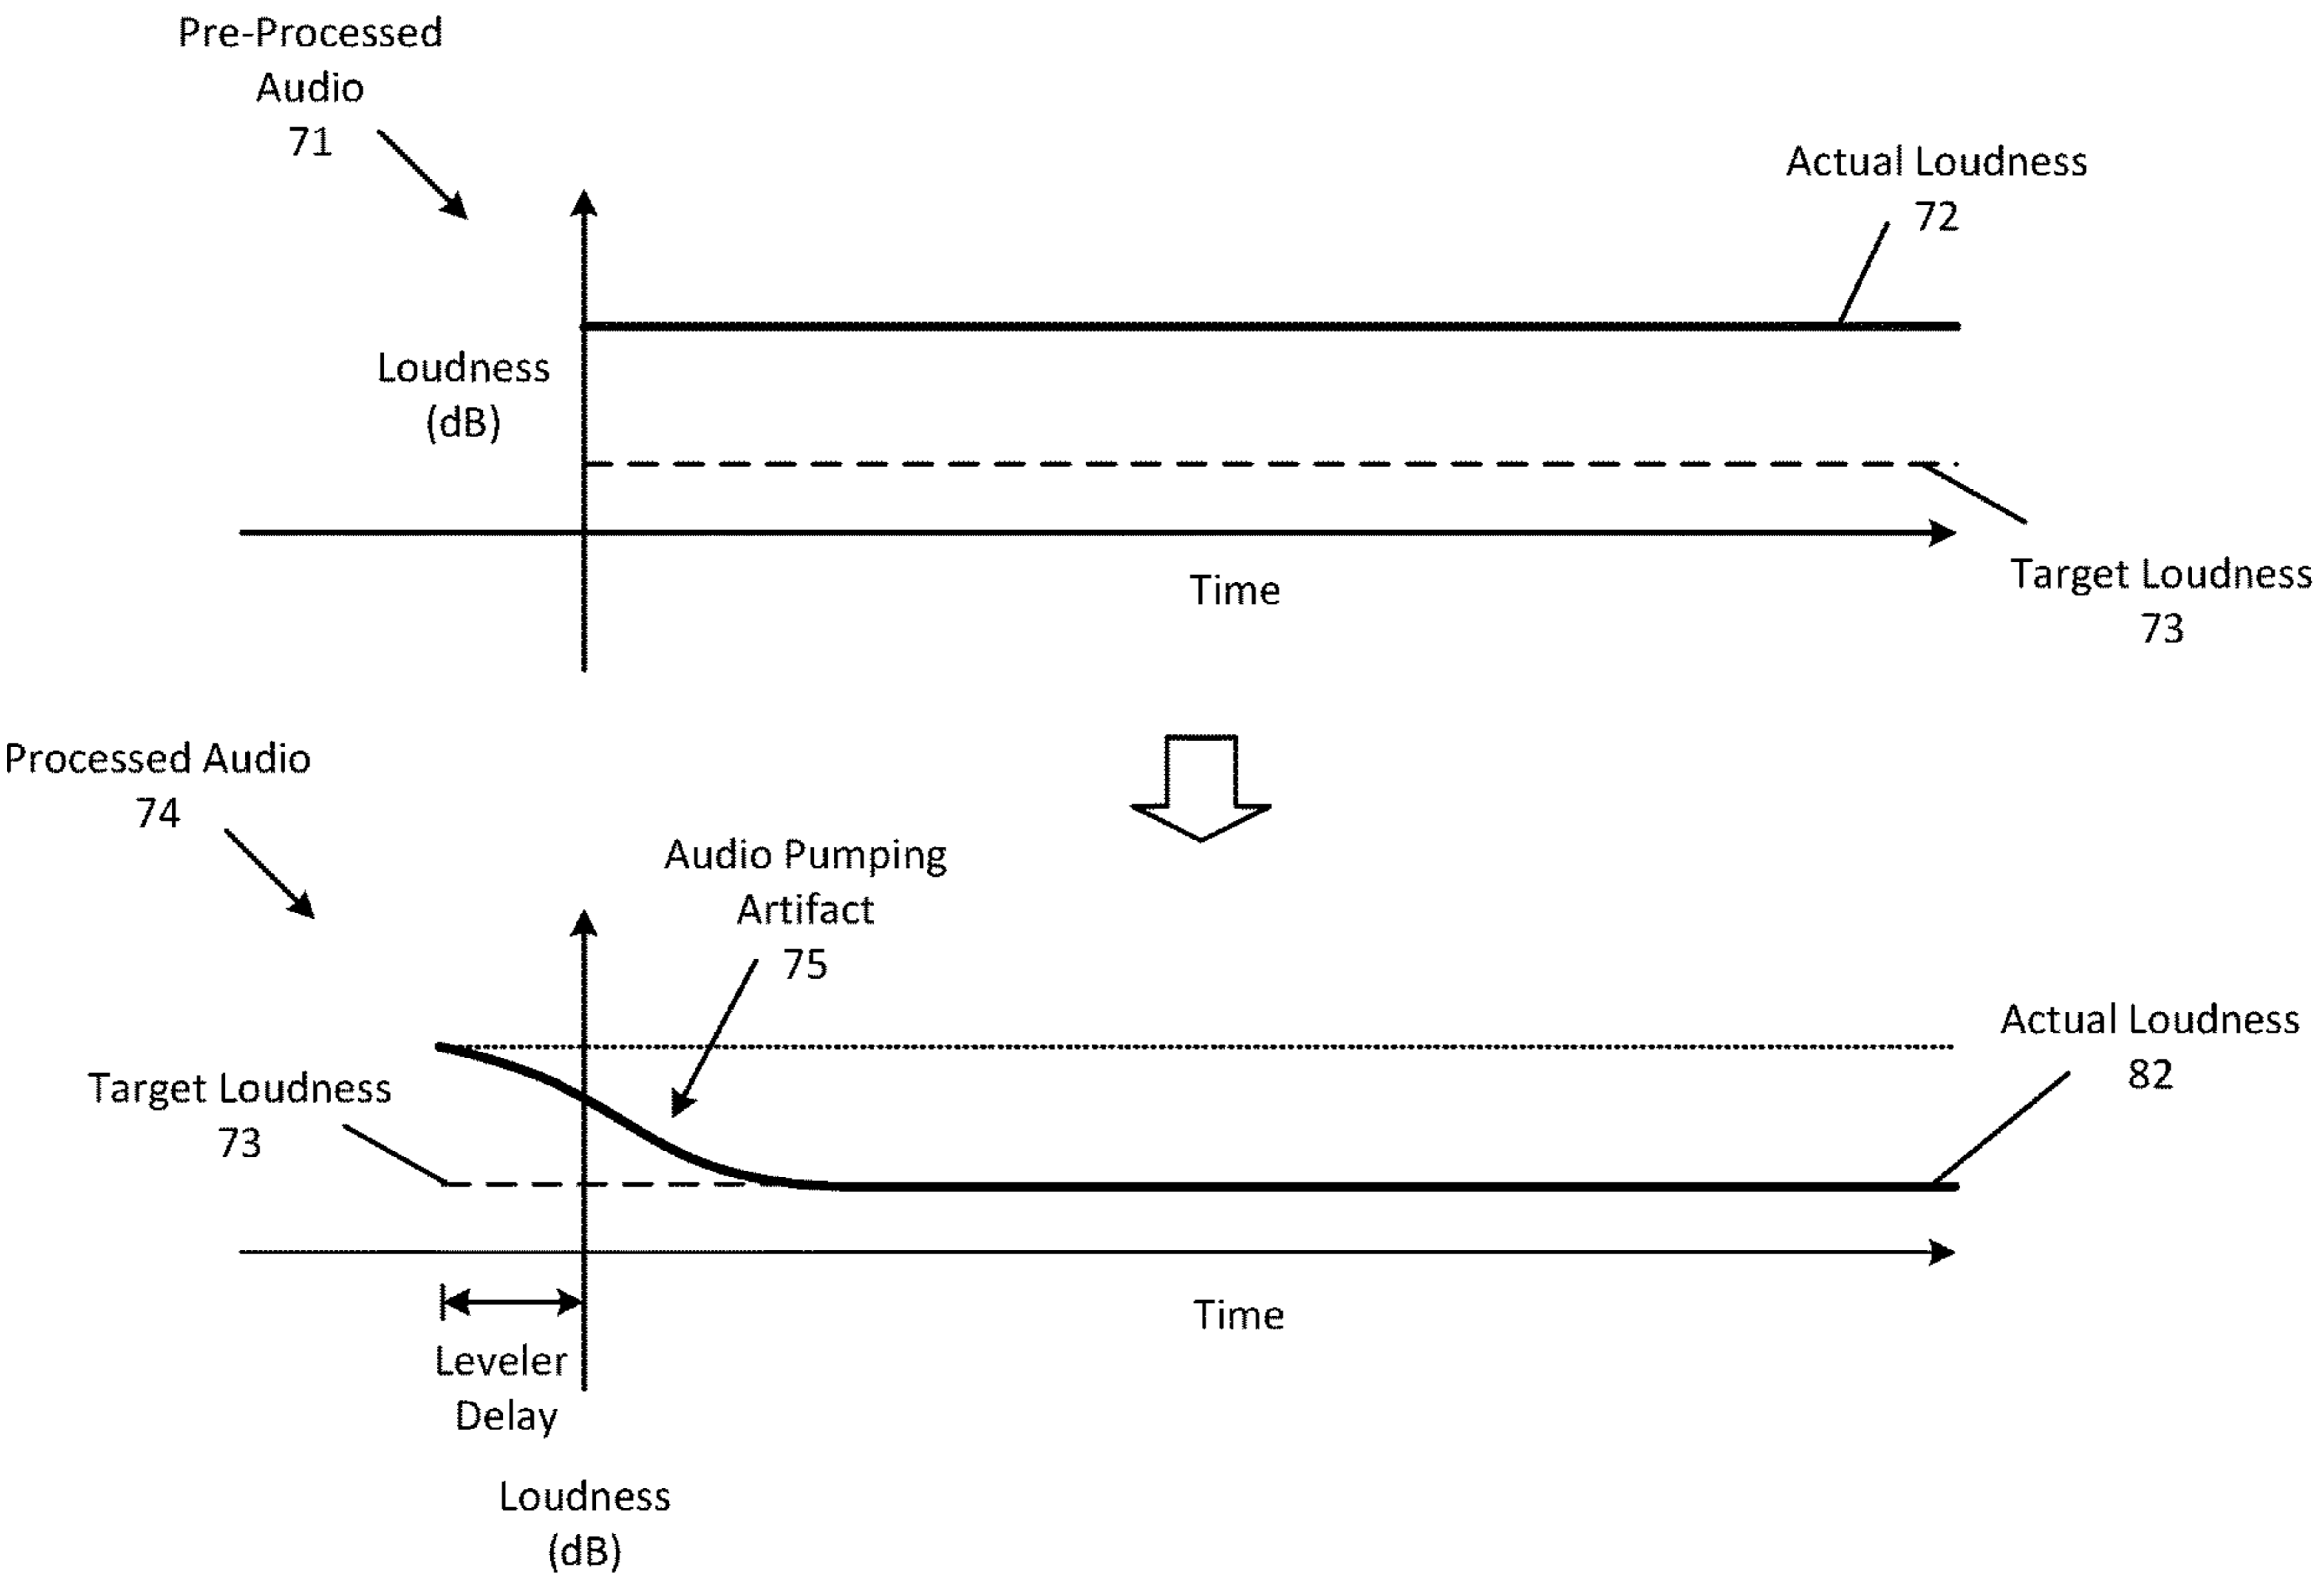 Pre-Processed
Audio
71
Actual Loudness
72
Loudness
(dB)
Time
Target Loudness
73
Processed Audio
74
Audio Pumping
Artifact
75
Actual Loudness
82
Target Loudness
73
Time
Leveler
Delay
Loudness
(dB)